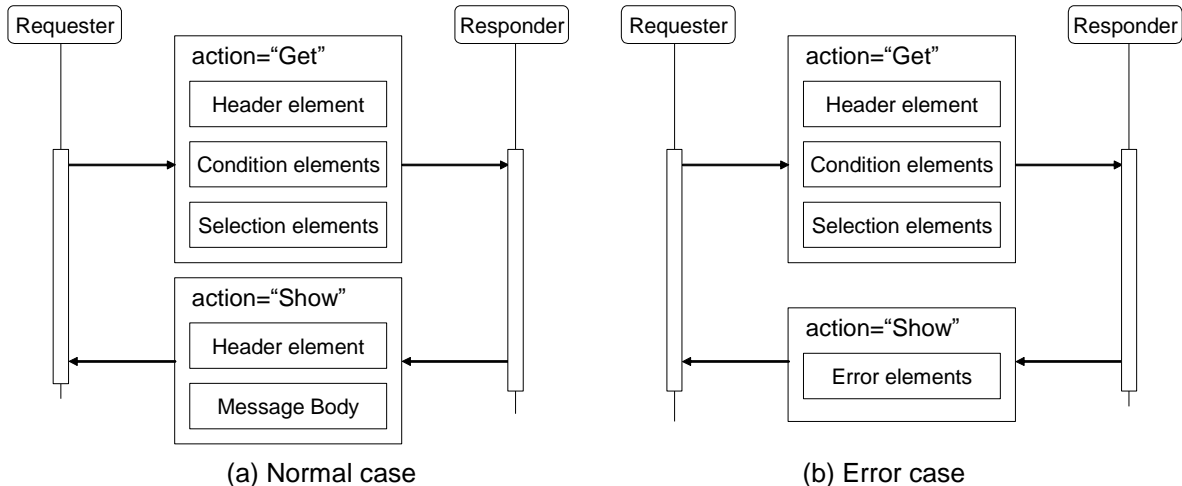 Requester
Responder
action=“Get”
Header element
Condition elements
Selection elements
action=“Show”
Header element
Message Body
(a) Normal case
Requester
Responder
action=“Get”
Header element
Condition elements
Selection elements
action=“Show”
Error elements
(b) Error case